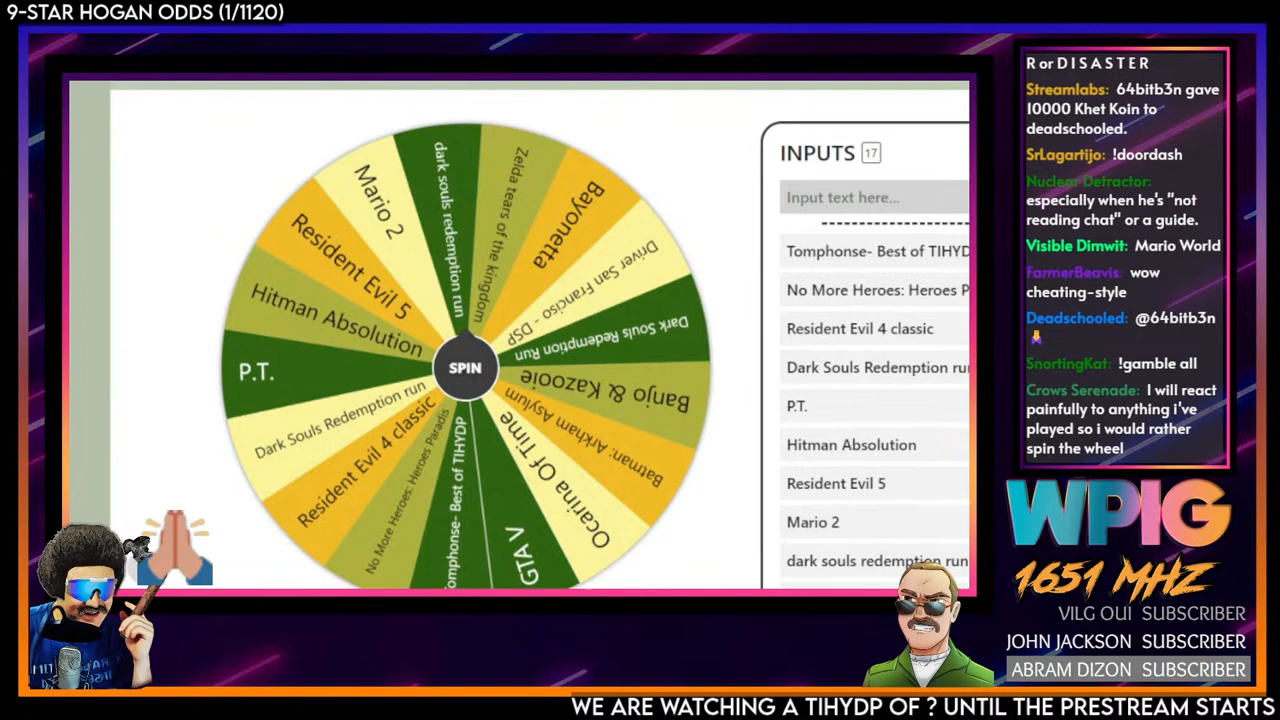 9-STAR HOGAN ODDS (1/1120)
Mario 2
dark souls redemption run
Zelda tears of the kingdom
Bayonetta
Driver San Franciso - DSP
Dark Souls Redemption Run
Banjo & Kazooie
Batman: Arkham Asylum
Ocarina Of Time
GTA V
Tomphonse- Best of TIHYDP
No More Heroes: Heroes Paradis
Resident Evil 4 classic
Dark Souls Redemption run
P.T.
Hitman Absolution
Resident Evil 5
SPIN
INPUTS 17
Input text here...
Tomphonse- Best of TIHYD
No More Heroes: Heroes P
Resident Evil 4 classic
Dark Souls Redemption ru
P.T.
Hitman Absolution
Resident Evil 5
Mario 2
dark souls redemption run
R or D I S A S T E R
Streamlabs: 64bitb3n gave
10000 Khet Koin to
deadschooled.
SrLagartijo: !doordash
Nuclear Detractor:
especially when he's "not
reading chat" or a guide.
Visible Dimwit: Mario World
FarmerBeavis: wow
cheating-style
Deadschooled: @64bitb3n
SnortingKat: !gamble all
Crows Serenade: I will react
painfully to anything i've
played so i would rather
spin the wheel
WPIG
1651 MHZ
VILG OUI SUBSCRIBER
JOHN JACKSON SUBSCRIBER
ABRAM DIZON SUBSCRIBER
WE ARE WATCHING A TIHYDP OF ? UNTIL THE PRESTREAM STARTS